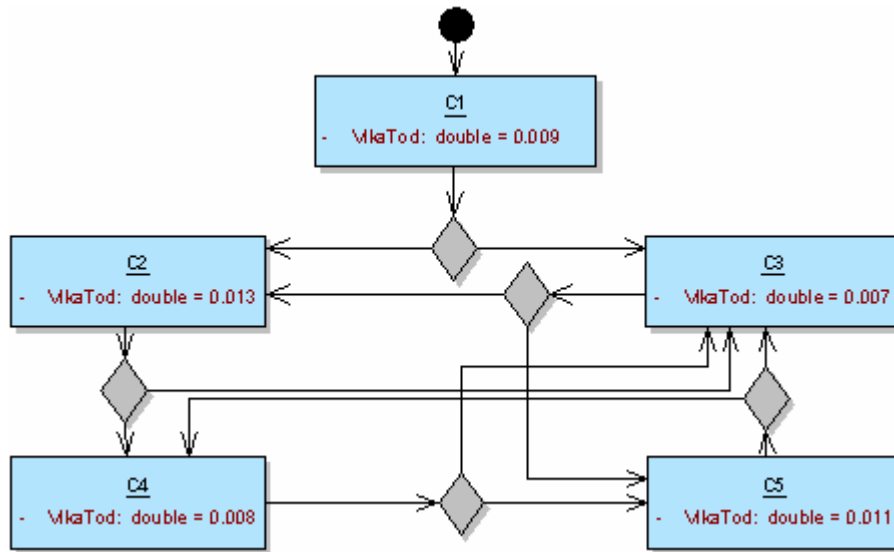 C1
- VlkaTod: double = 0.009
C2
- VlkaTod: double = 0.013
C3
- VlkaTod: double = 0.007
C4
- VlkaTod: double = 0.008
C5
- VlkaTod: double = 0.011